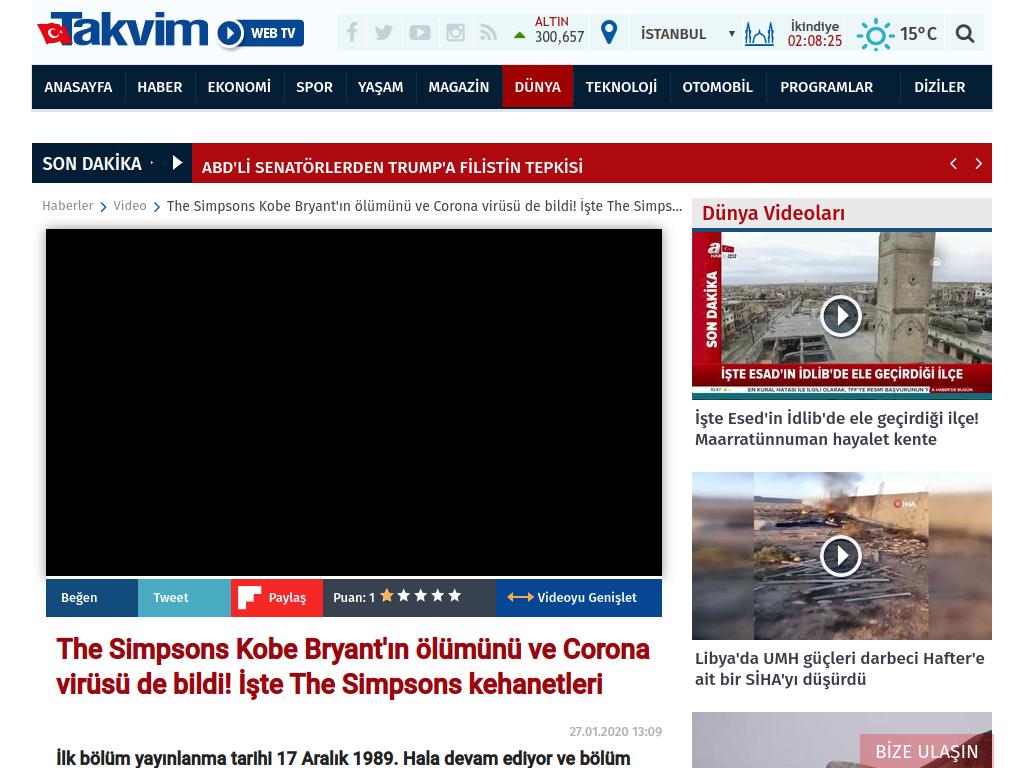 Takvim
WEB TV
ALTIN
300,657
İSTANBUL
İkindiye
02:08:25
15°C
ANASAYFA
HABER
EKONOMİ
SPOR
YAŞAM
MAGAZİN
DÜNYA
TEKNOLOJİ
OTOMOBİL
PROGRAMLAR
DİZİLER
SON DAKİKA
ABD'Lİ SENATÖRLERDEN TRUMP'A FİLİSTİN TEPKİSİ
Haberler
Video
The Simpsons Kobe Bryant'ın ölümünü ve Corona virüsü de bildi! İşte The Simps...
Beğen
Tweet
Paylaş
Puan: 1
Videoyu Genişlet
The Simpsons Kobe Bryant'ın ölümünü ve Corona
virüsü de bildi! İşte The Simpsons kehanetleri
27.01.2020 13:09
İlk bölüm yayınlanma tarihi 17 Aralık 1989. Hala devam ediyor ve bölüm
Dünya Videoları
SON DAKİKA
İŞTE ESAD'IN İDLİB'DE ELE GEÇİRDİĞİ İLÇE
İşte Esed'in İdlib'de ele geçirdiği ilçe!
Maarratünnuman hayalet kente
İHA
Libya'da UMH güçleri darbeci Hafter'e
ait bir SİHA'yı düşürdü
BİZE ULAŞIN